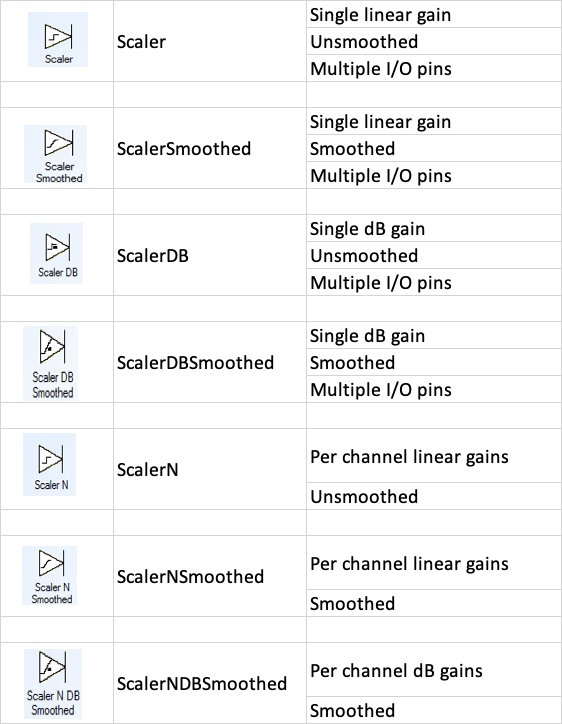 Scaler
Scaler
Single linear gain
Unsmoothed
Multiple I/O pins
Scaler
Smoothed
ScalerSmoothed
Single linear gain
Smoothed
Multiple I/O pins
Scaler DB
ScalerDB
Single dB gain
Unsmoothed
Multiple I/O pins
Scaler DB
Smoothed
ScalerDBSmoothed
Single dB gain
Smoothed
Multiple I/O pins
Scaler N
ScalerN
Per channel linear gains
Unsmoothed
Scaler N
Smoothed
ScalerNSmoothed
Per channel linear gains
Smoothed
Scaler N DB
Smoothed
ScalerNDBSmoothed
Per channel dB gains
Smoothed